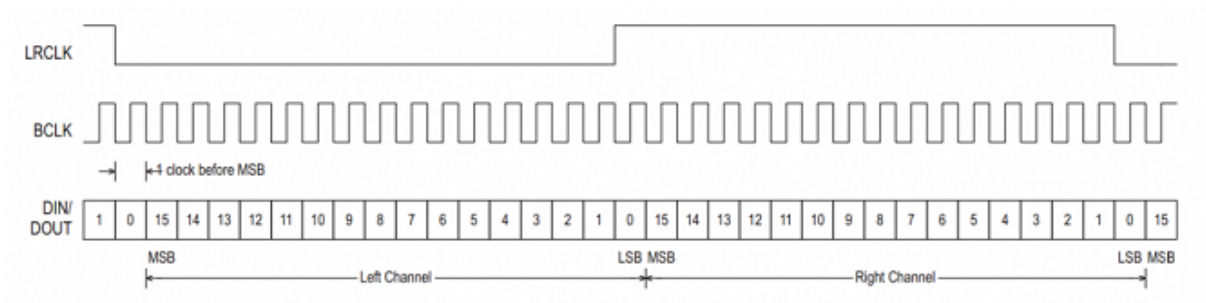 LRCLK
BCLK
1 clock before MSB
DIN/
DOUT
1 0 15 14 13 12 11 10 9 8 7 6 5 4 3 2 1 0 15 14 13 12 11 10 9 8 7 6 5 4 3 2 1 0 15
MSB LSB MSB LSB MSB
Left Channel Right Channel